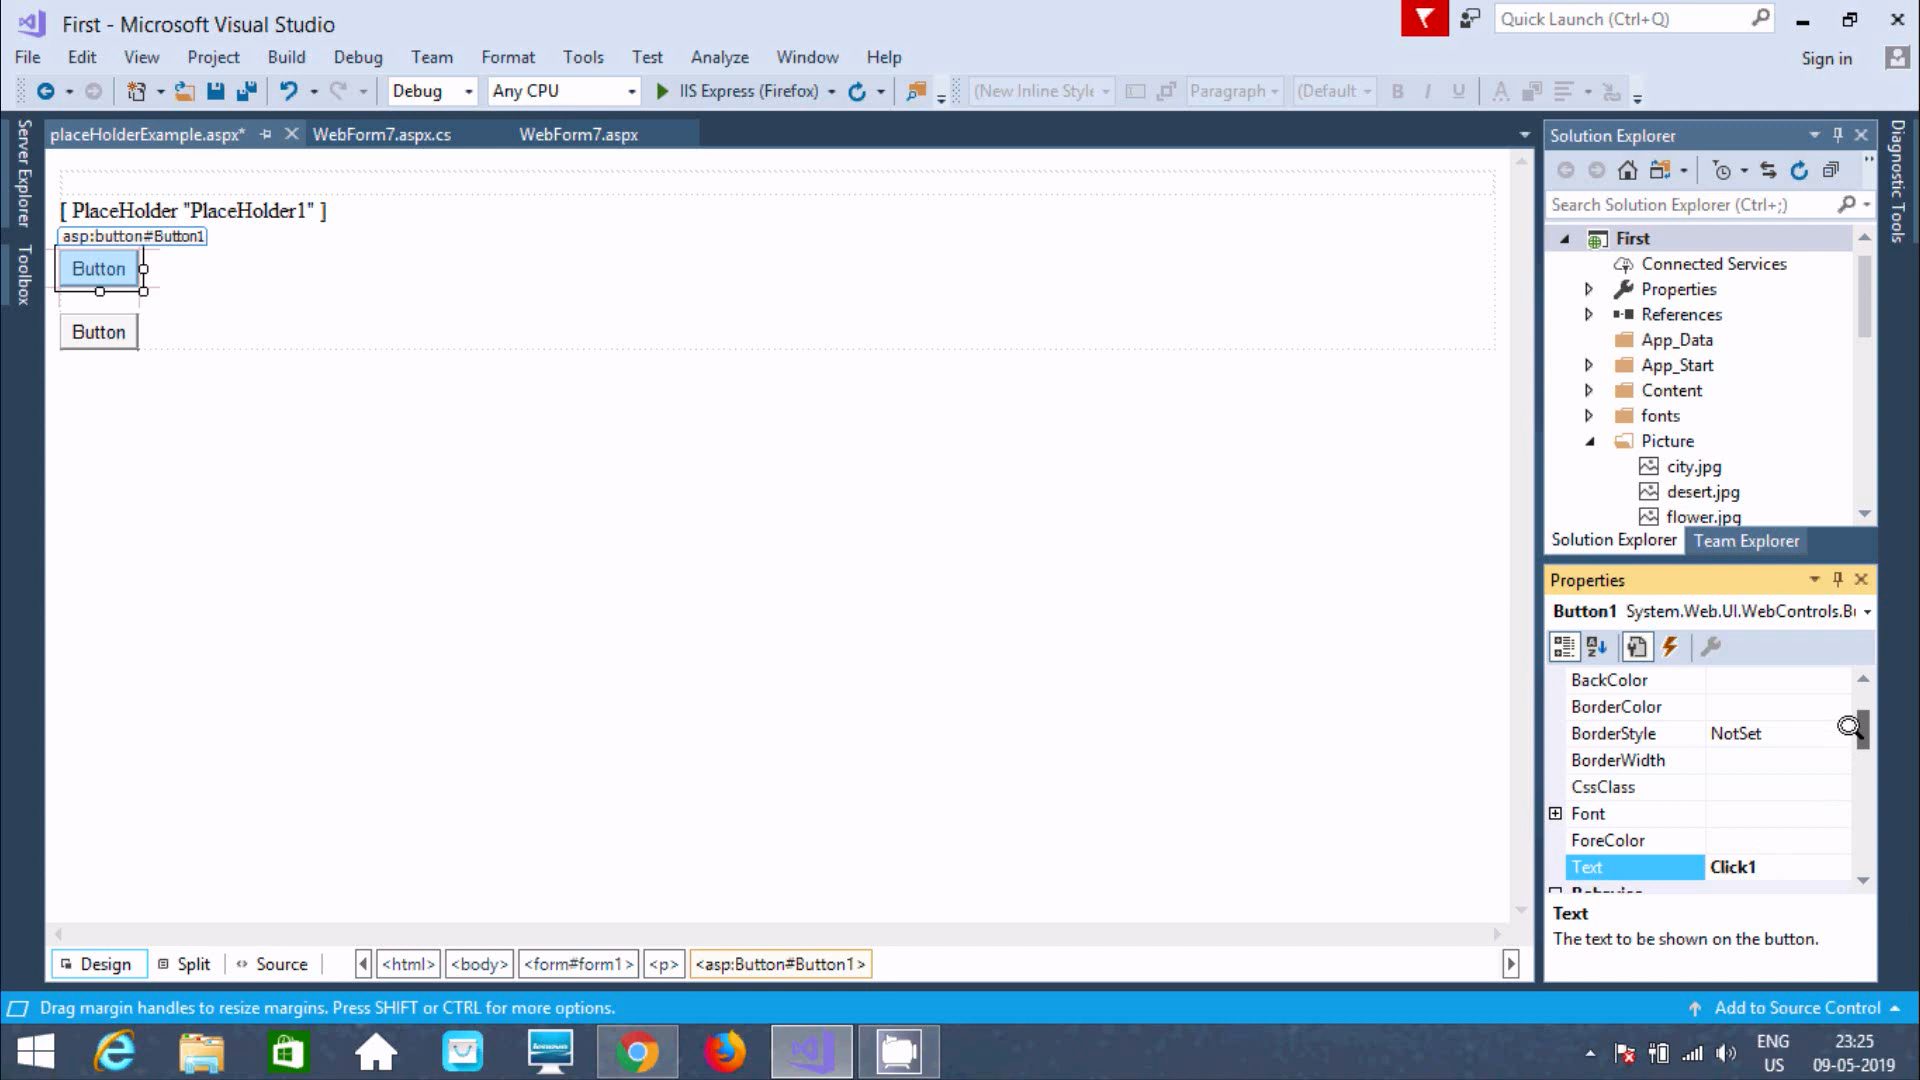 First - Microsoft Visual Studio
Quick Launch (Ctrl+Q)
File Edit View Project Build Debug Team Format Tools Test Analyze Window Help
Sign in
Debug Any CPU IIS Express (Firefox) (New Inline Style Paragraph (Default B I U A
Server Explorer
Toolbox
placeHolderExample.aspx* WebForm7.aspx.cs WebForm7.aspx
[ PlaceHolder "PlaceHolder1" ]
asp:button#Button1
Button
Button
Design Split Source <html> <body> <form#form1> <p> <asp:Button#Button1>
Solution Explorer
Search Solution Explorer (Ctrl+;)
First
Connected Services
Properties
References
App_Data
App_Start
Content
fonts
Picture
city.jpg
desert.jpg
flower.jpg
Solution Explorer Team Explorer
Diagnostic Tools
Properties
Button1 System.Web.UI.WebControls.Bu
BackColor
BorderColor
BorderStyle NotSet
BorderWidth
CssClass
Font
ForeColor
Text Click1
Behavior
Text
The text to be shown on the button.
Drag margin handles to resize margins. Press SHIFT or CTRL for more options.
Add to Source Control
lenovo
ENG
US
23:25
09-05-2019